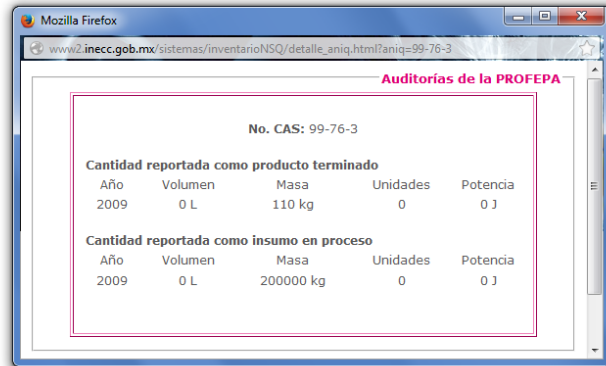 Mozilla Firefox
www2.inecc.gob.mx/sistemas/inventarioNSQ/detalle_aniq.html?aniq=99-76-3
Auditorías de la PROFEPA
No. CAS: 99-76-3
Cantidad reportada como producto terminado
Año Volumen Masa Unidades Potencia
2009 0 L 110 kg 0 0 J
Cantidad reportada como insumo en proceso
Año Volumen Masa Unidades Potencia
2009 0 L 200000 kg 0 0 J